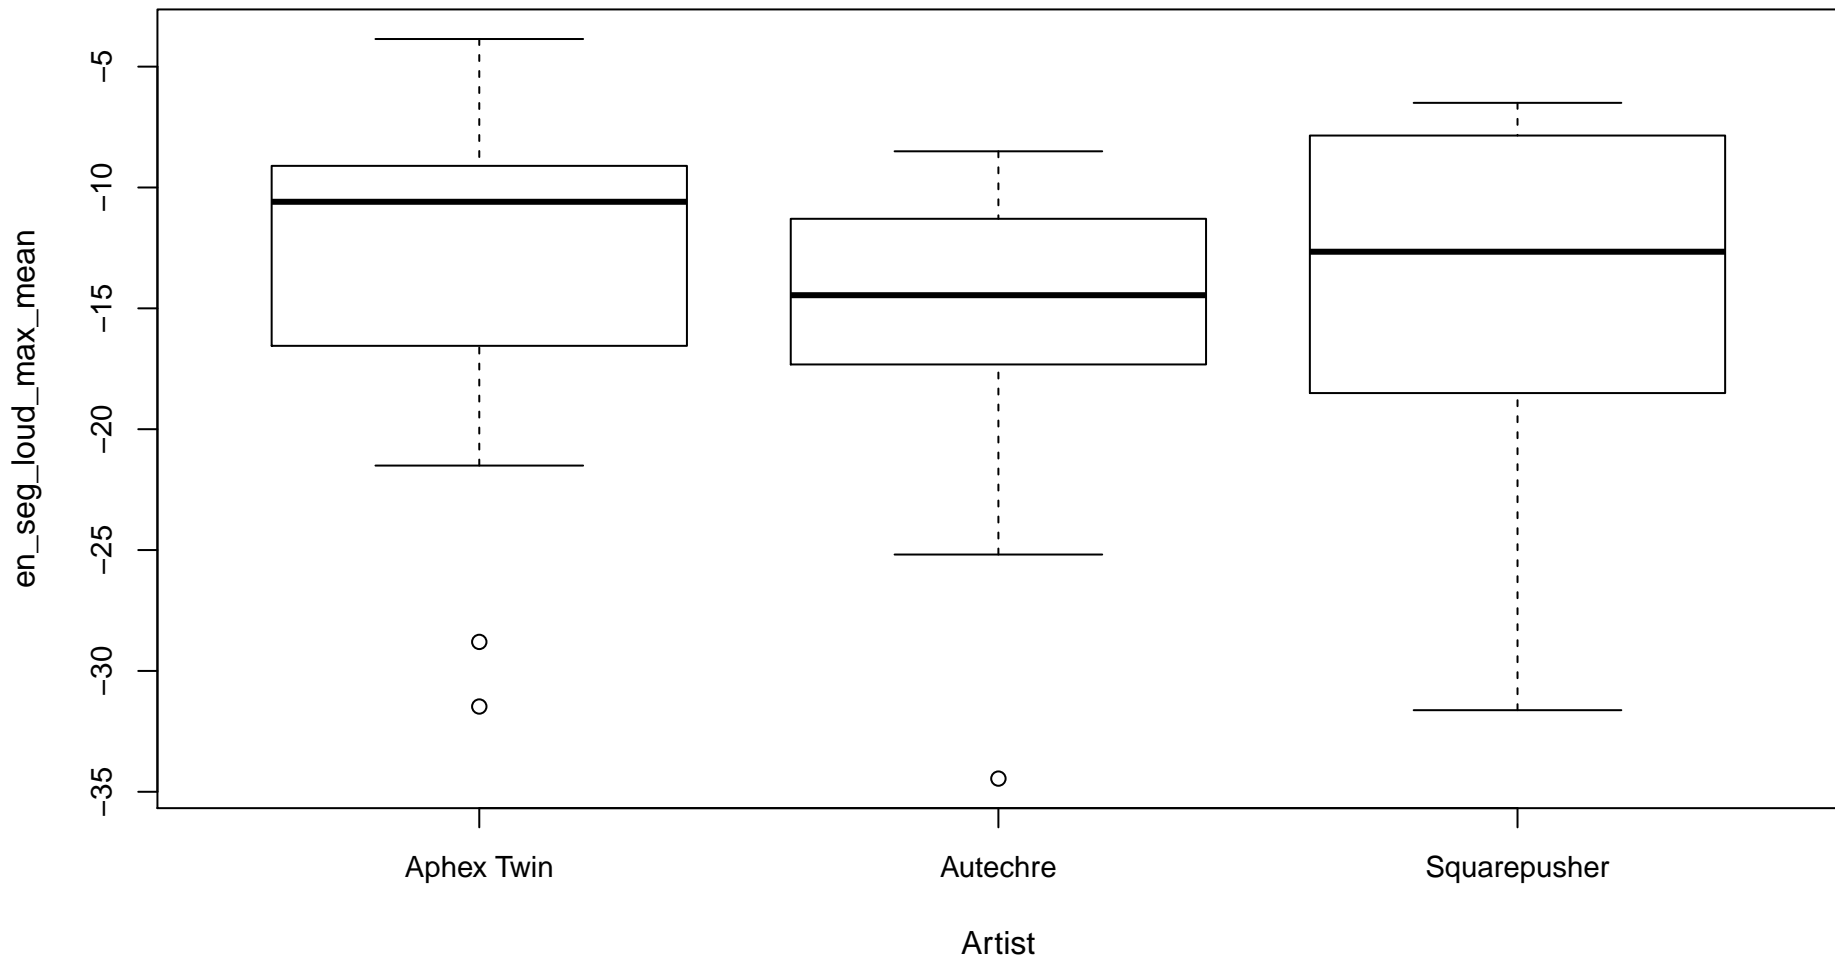 en_seg_loud_max_mean
−5
−10
−15
−20
−25
−30
−35
Aphex Twin
Autechre
Squarepusher
Artist